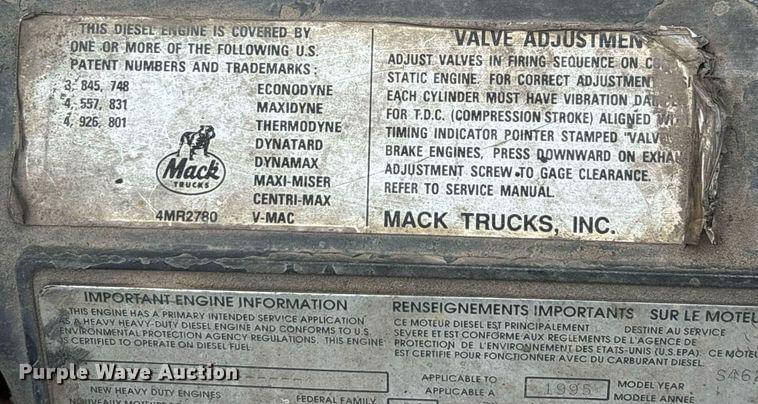 THIS DIESEL ENGINE IS COVERED BY
ONE OR MORE OF THE FOLLOWING U.S.
PATENT NUMBERS AND TRADEMARKS:
3, 845, 748
4, 557, 831
4, 926, 801
ECONODYNE
MAXIDYNE
THERMODYNE
DYNATARD
DYNAMAX
MAXI-MISER
CENTRI-MAX
V-MAC
Mack
TRUCKS
4MR2780
VALVE ADJUSTMEN
ADJUST VALVES IN FIRING SEQUENCE ON
STATIC ENGINE. FOR CORRECT ADJUSTMENT
EACH CYLINDER MUST HAVE VIBRATION
FOR T.D.C. (COMPRESSION STROKE) ALIGNED
TIMING INDICATOR POINTER STAMPED "VALV
BRAKE ENGINES, PRESS DOWNWARD ON EXHAU
ADJUSTMENT SCREW TO GAGE CLEARANCE.
REFER TO SERVICE MANUAL.
MACK TRUCKS, INC.
IMPORTANT ENGINE INFORMATION
THIS ENGINE HAS A PRIMARY INTENDED SERVICE APPLICATION
AS A HEAVY HEAVY-DUTY DIESEL ENGINE AND CONFORMS TO U.S.
ENVIRONMENTAL PROTECTION AGENCY REGULATIONS. THIS ENGINE
IS CERTIFIED TO OPERATE ON DIESEL FUEL.
RENSEIGNEMENTS IMPORTANTS SUR LE MOTEU
CE MOTEUR DIESEL EST PRINCIPALEMENT DESTINE AU SERVICE
SEVERE ET EST CONFORME AUX REGLEMENTS DE L'AGENCE DE
PROTECTION DE L'ENVIRONNEMENT DES ETATS-UNIS (U.S.EPA). CE MOTEU
EST CERTIFIE POUR FONCTIONNER AVEC DU CARBURANT DIESEL.
Purple Wave Auction
NEW HEAVY DUTY ENGINES
FEDERAL FAMILY
APPLICABLE TO
APPLICABLE A
1995
MODEL YEAR
MODELE ANNÉE